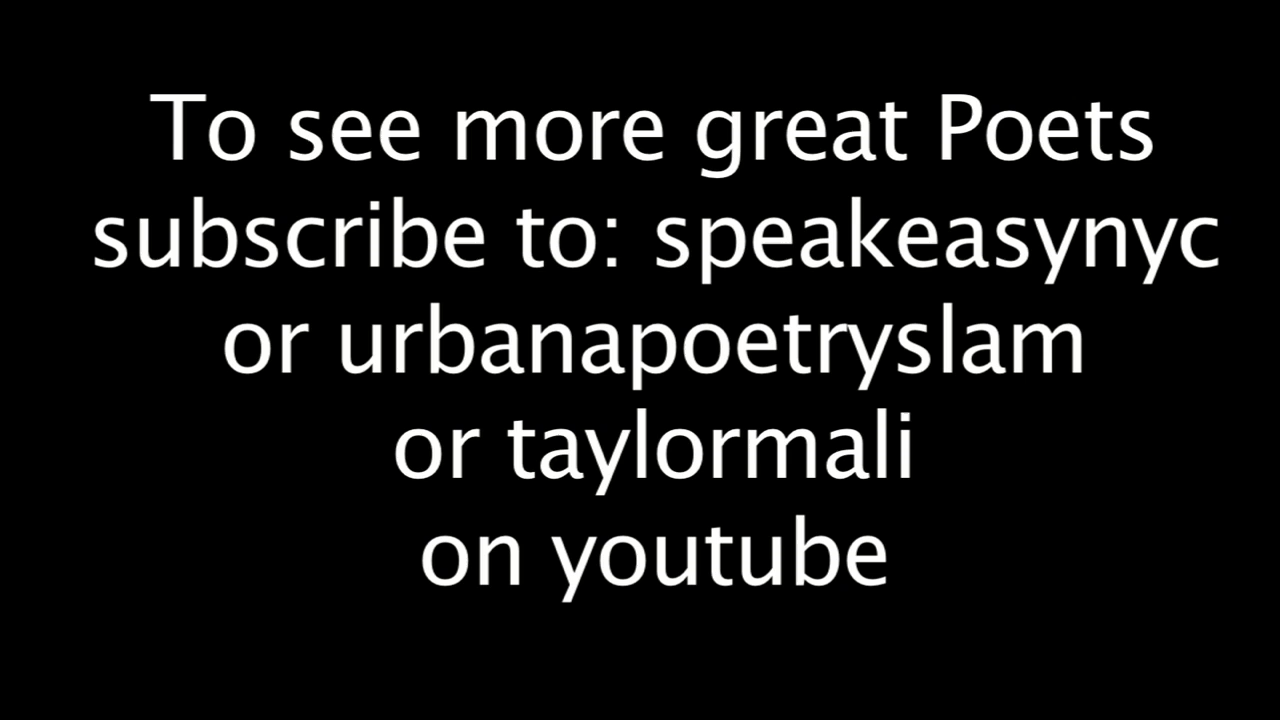 To see more great Poets
subscribe to: speakeasynyc
or urbanapoetryslam
or taylormali
on youtube